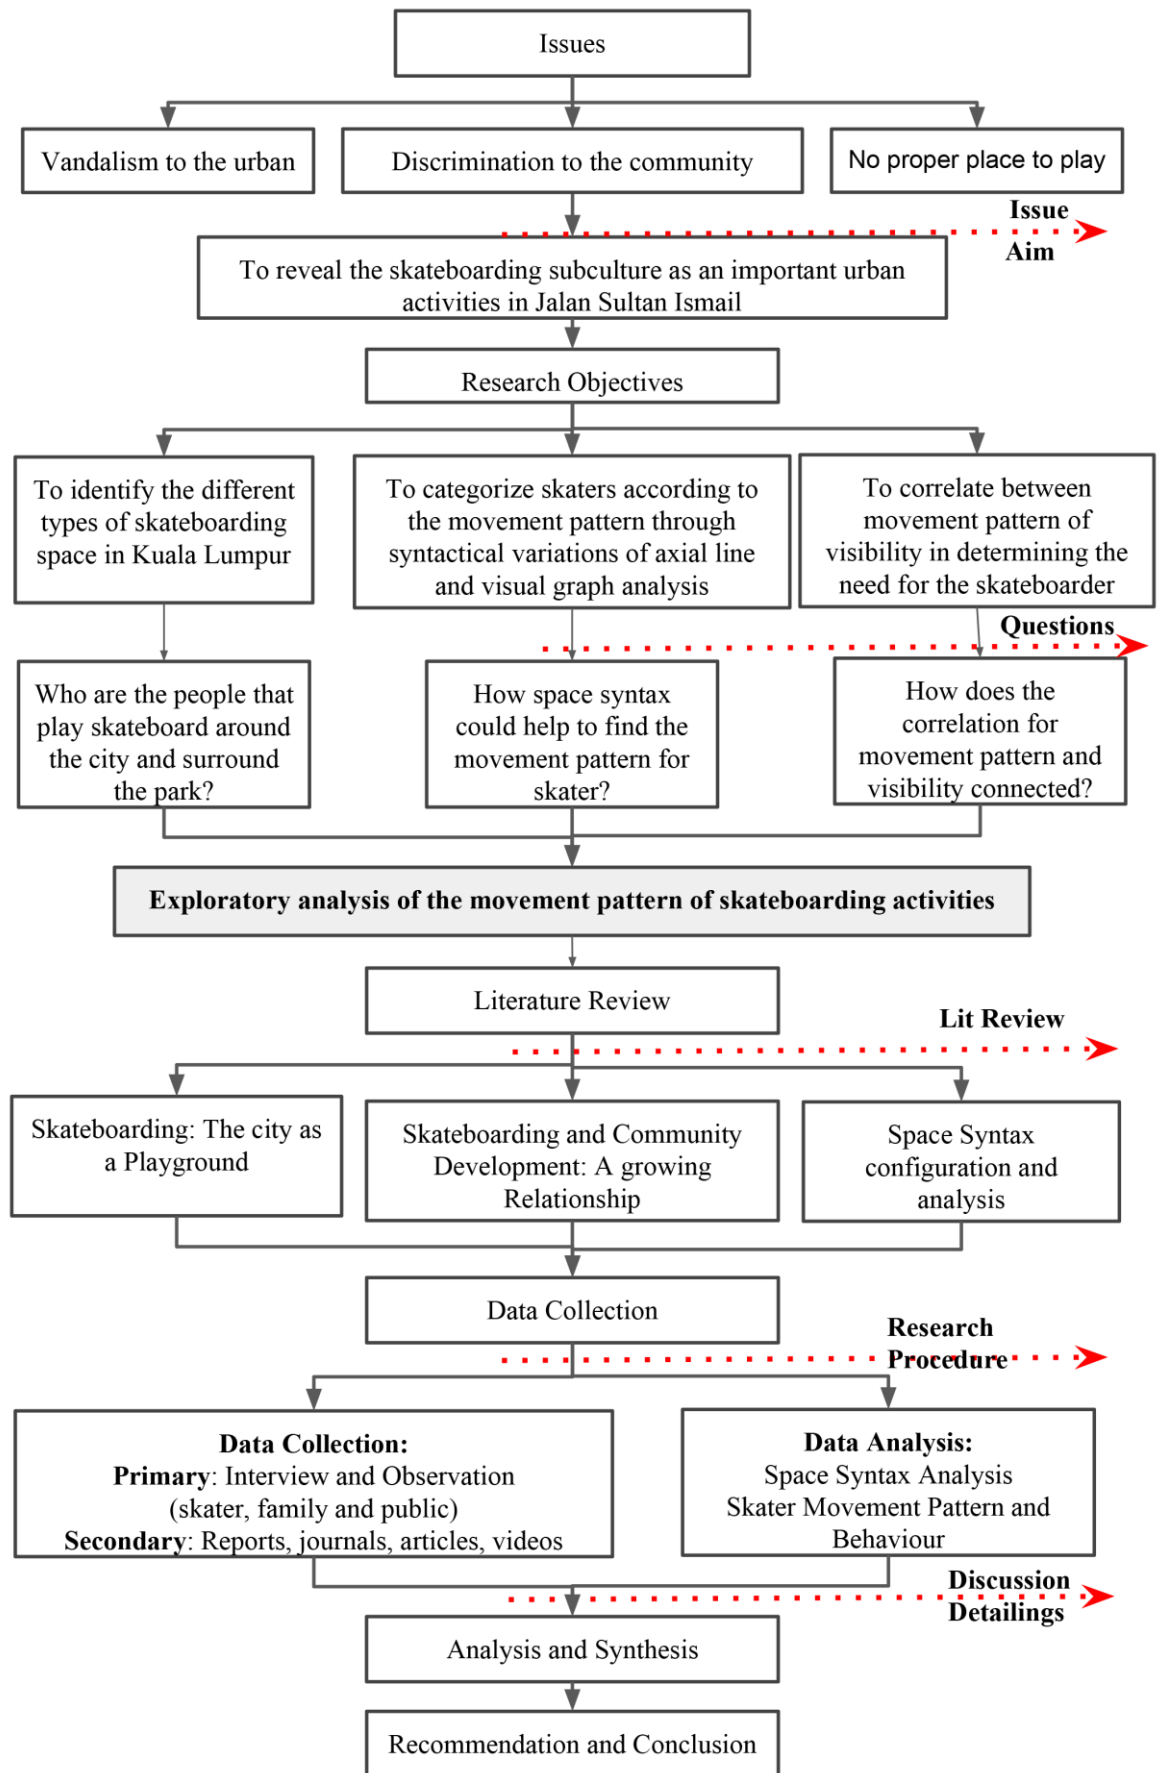 Issues
Vandalism to the urban
Discrimination to the community
No proper place to play
Issue
Aim
To reveal the skateboarding subculture as an important urban
activities in Jalan Sultan Ismail
Research Objectives
To identify the different
types of skateboarding
space in Kuala Lumpur
To categorize skaters according to
the movement pattern through
syntactical variations of axial line
and visual graph analysis
To correlate between
movement pattern of
visibility in determining the
need for the skateboarder
Questions
Who are the people that
play skateboard around
the city and surround
the park?
How space syntax
could help to find the
movement pattern for
skater?
How does the
correlation for
movement pattern and
visibility connected?
Exploratory analysis of the movement pattern of skateboarding activities
Literature Review
Lit Review
Skateboarding: The city as
a Playground
Skateboarding and Community
Development: A growing
Relationship
Space Syntax
configuration and
analysis
Data Collection
Research
Procedure
Data Collection:
Primary: Interview and Observation
(skater, family and public)
Secondary: Reports, journals, articles, videos
Data Analysis:
Space Syntax Analysis
Skater Movement Pattern and
Behaviour
Discussion
Detailings
Analysis and Synthesis
Recommendation and Conclusion